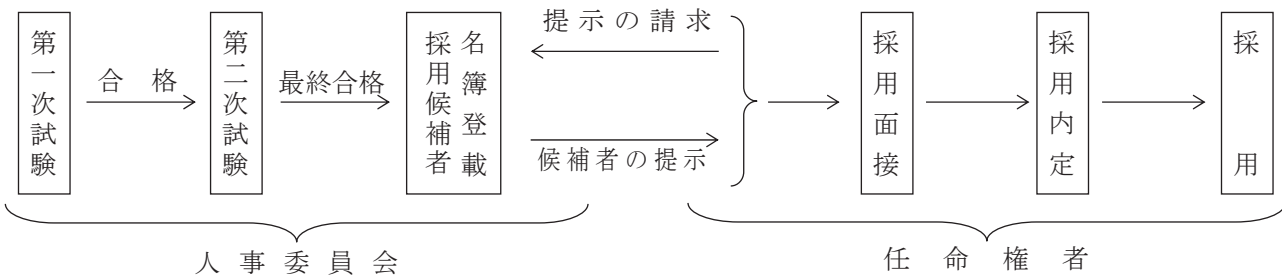 第一次試験
合格
第二次試験
最終合格
採用候補者
名簿登載
提示の請求
候補者の提示
採用面接
採用内定
採用
人事委員会
任命権者